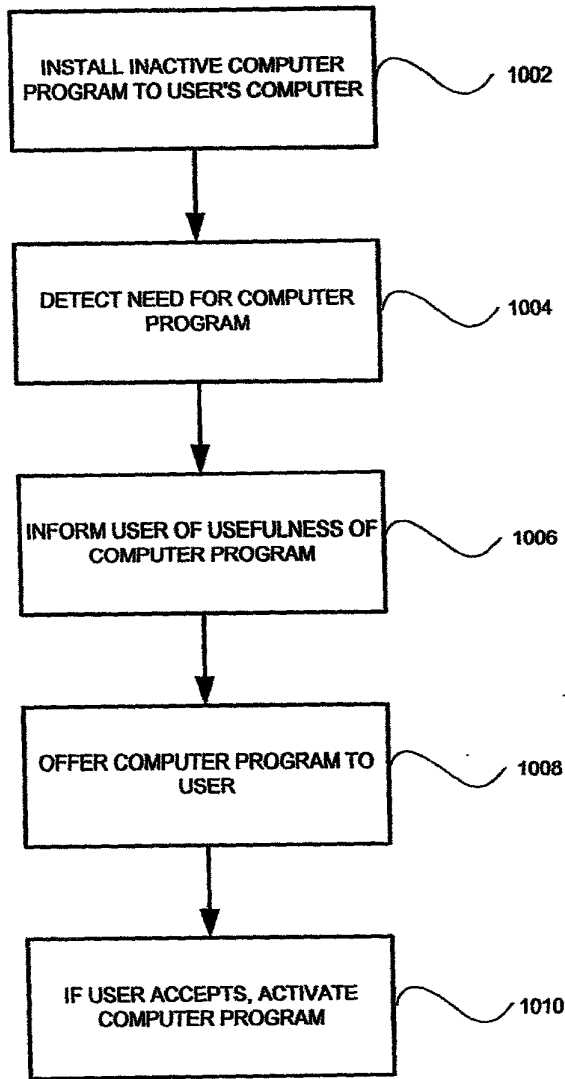 INSTALL INACTIVE COMPUTER
PROGRAM TO USER'S COMPUTER
1002
DETECT NEED FOR COMPUTER
PROGRAM
1004
INFORM USER OF USEFULNESS OF
COMPUTER PROGRAM
1006
OFFER COMPUTER PROGRAM TO
USER
1008
IF USER ACCEPTS, ACTIVATE
COMPUTER PROGRAM
1010